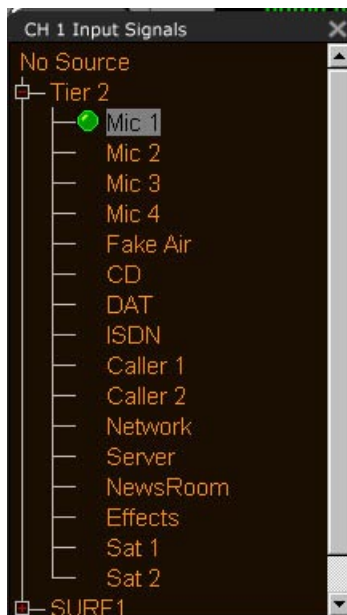 CH 1 Input Signals
No Source
Tier 2
Mic 1
Mic 2
Mic 3
Mic 4
Fake Air
CD
DAT
ISDN
Caller 1
Caller 2
Network
Server
NewsRoom
Effects
Sat 1
Sat 2
SURF1